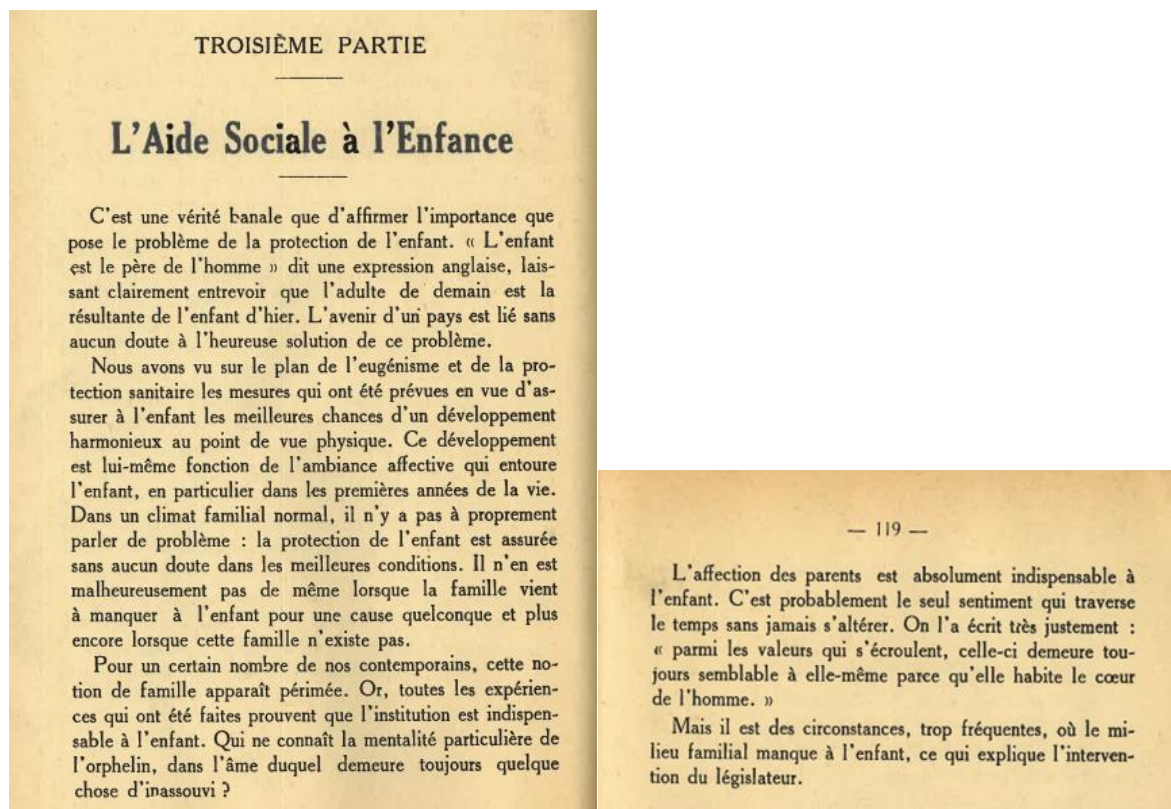 TROISIÈME PARTIE
L'Aide Sociale à l'Enfance
C'est une vérité banale que d'affirmer l'importance que
pose le problème de la protection de l'enfant. « L'enfant
est le père de l'homme » dit une expression anglaise, lais-
sant clairement entrevoir que l'adulte de demain est la
résultante de l'enfant d'hier. L'avenir d'un pays est lié sans
aucun doute à l'heureuse solution de ce problème.
Nous avons vu sur le plan de l'eugénisme et de la pro-
tection sanitaire les mesures qui ont été prévues en vue d'as-
surer à l'enfant les meilleures chances d'un développement
harmonieux au point de vue physique. Ce développement
est lui-même fonction de l'ambiance affective qui entoure
l'enfant, en particulier dans les premières années de la vie.
Dans un climat familial normal, il n'y a pas à proprement
parler de problème : la protection de l'enfant est assurée
sans aucun doute dans les meilleures conditions. Il n'en est
malheureusement pas de même lorsque la famille vient
à manquer à l'enfant pour une cause quelconque et plus
encore lorsque cette famille n'existe pas.
Pour un certain nombre de nos contemporains, cette no-
tion de famille apparaît périmée. Or, toutes les expérien-
ces qui ont été faites prouvent que l'institution est indispen-
sable à l'enfant. Qui ne connaît la mentalité particulière de
l'orphelin, dans l'âme duquel demeure toujours quelque
chose d'inassouvi ?
— 119 —
L'affection des parents est absolument indispensable à
l'enfant. C'est probablement le seul sentiment qui traverse
le temps sans jamais s'altérer. On l'a écrit très justement :
« parmi les valeurs qui s'écroulent, celle-ci demeure tou-
jours semblable à elle-même parce qu'elle habite le cœur
de l'homme. »
Mais il est des circonstances, trop fréquentes, où le mi-
lieu familial manque à l'enfant, ce qui explique l'interven-
tion du législateur.